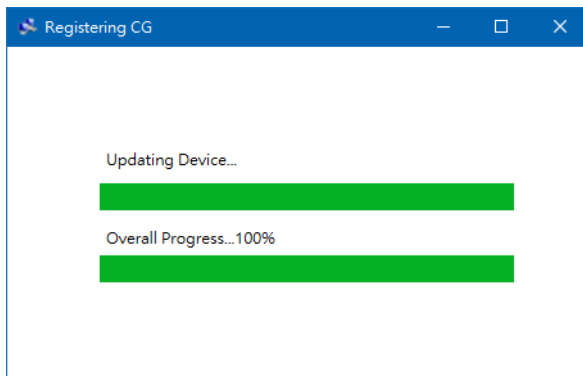 Registering CG
Updating Device...
Overall Progress...100%